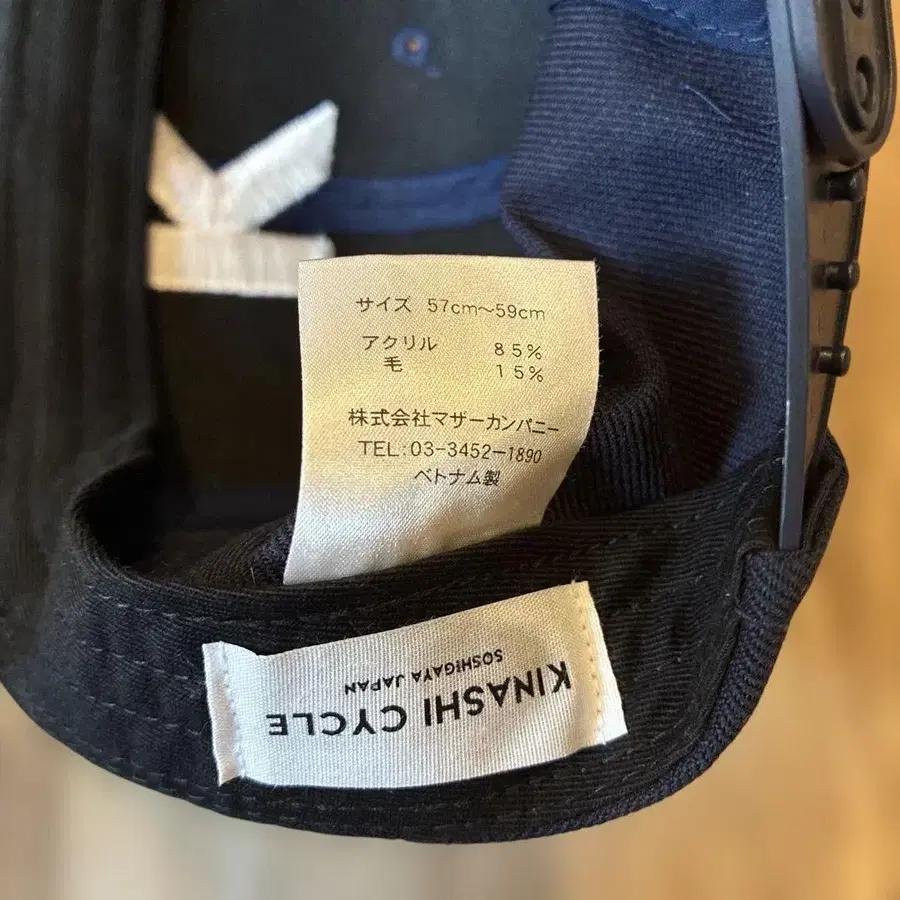 サイズ 57cm～59cm
アクリル 85%
毛 15%
株式会社マザーカンパニー
TEL:03-3452-1890
ベトナム製
KINASHI CYCLE
SOSHIGAYA JAPAN